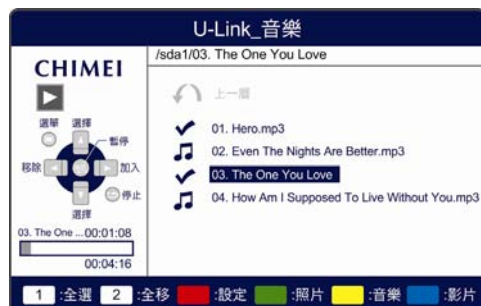 U-Link_音樂
/sda1/03. The One You Love
CHIMEI
上一層
01. Hero.mp3
02. Even The Nights Are Better.mp3
03. The One You Love
04. How Am I Supposed To Live Without You.mp3
選單 選擇
暫停
移除 加入
停止
選擇
03. The One ...00:01:08
00:04:16
1 :全選 2 :全移 :設定 :照片 :音樂 :影片